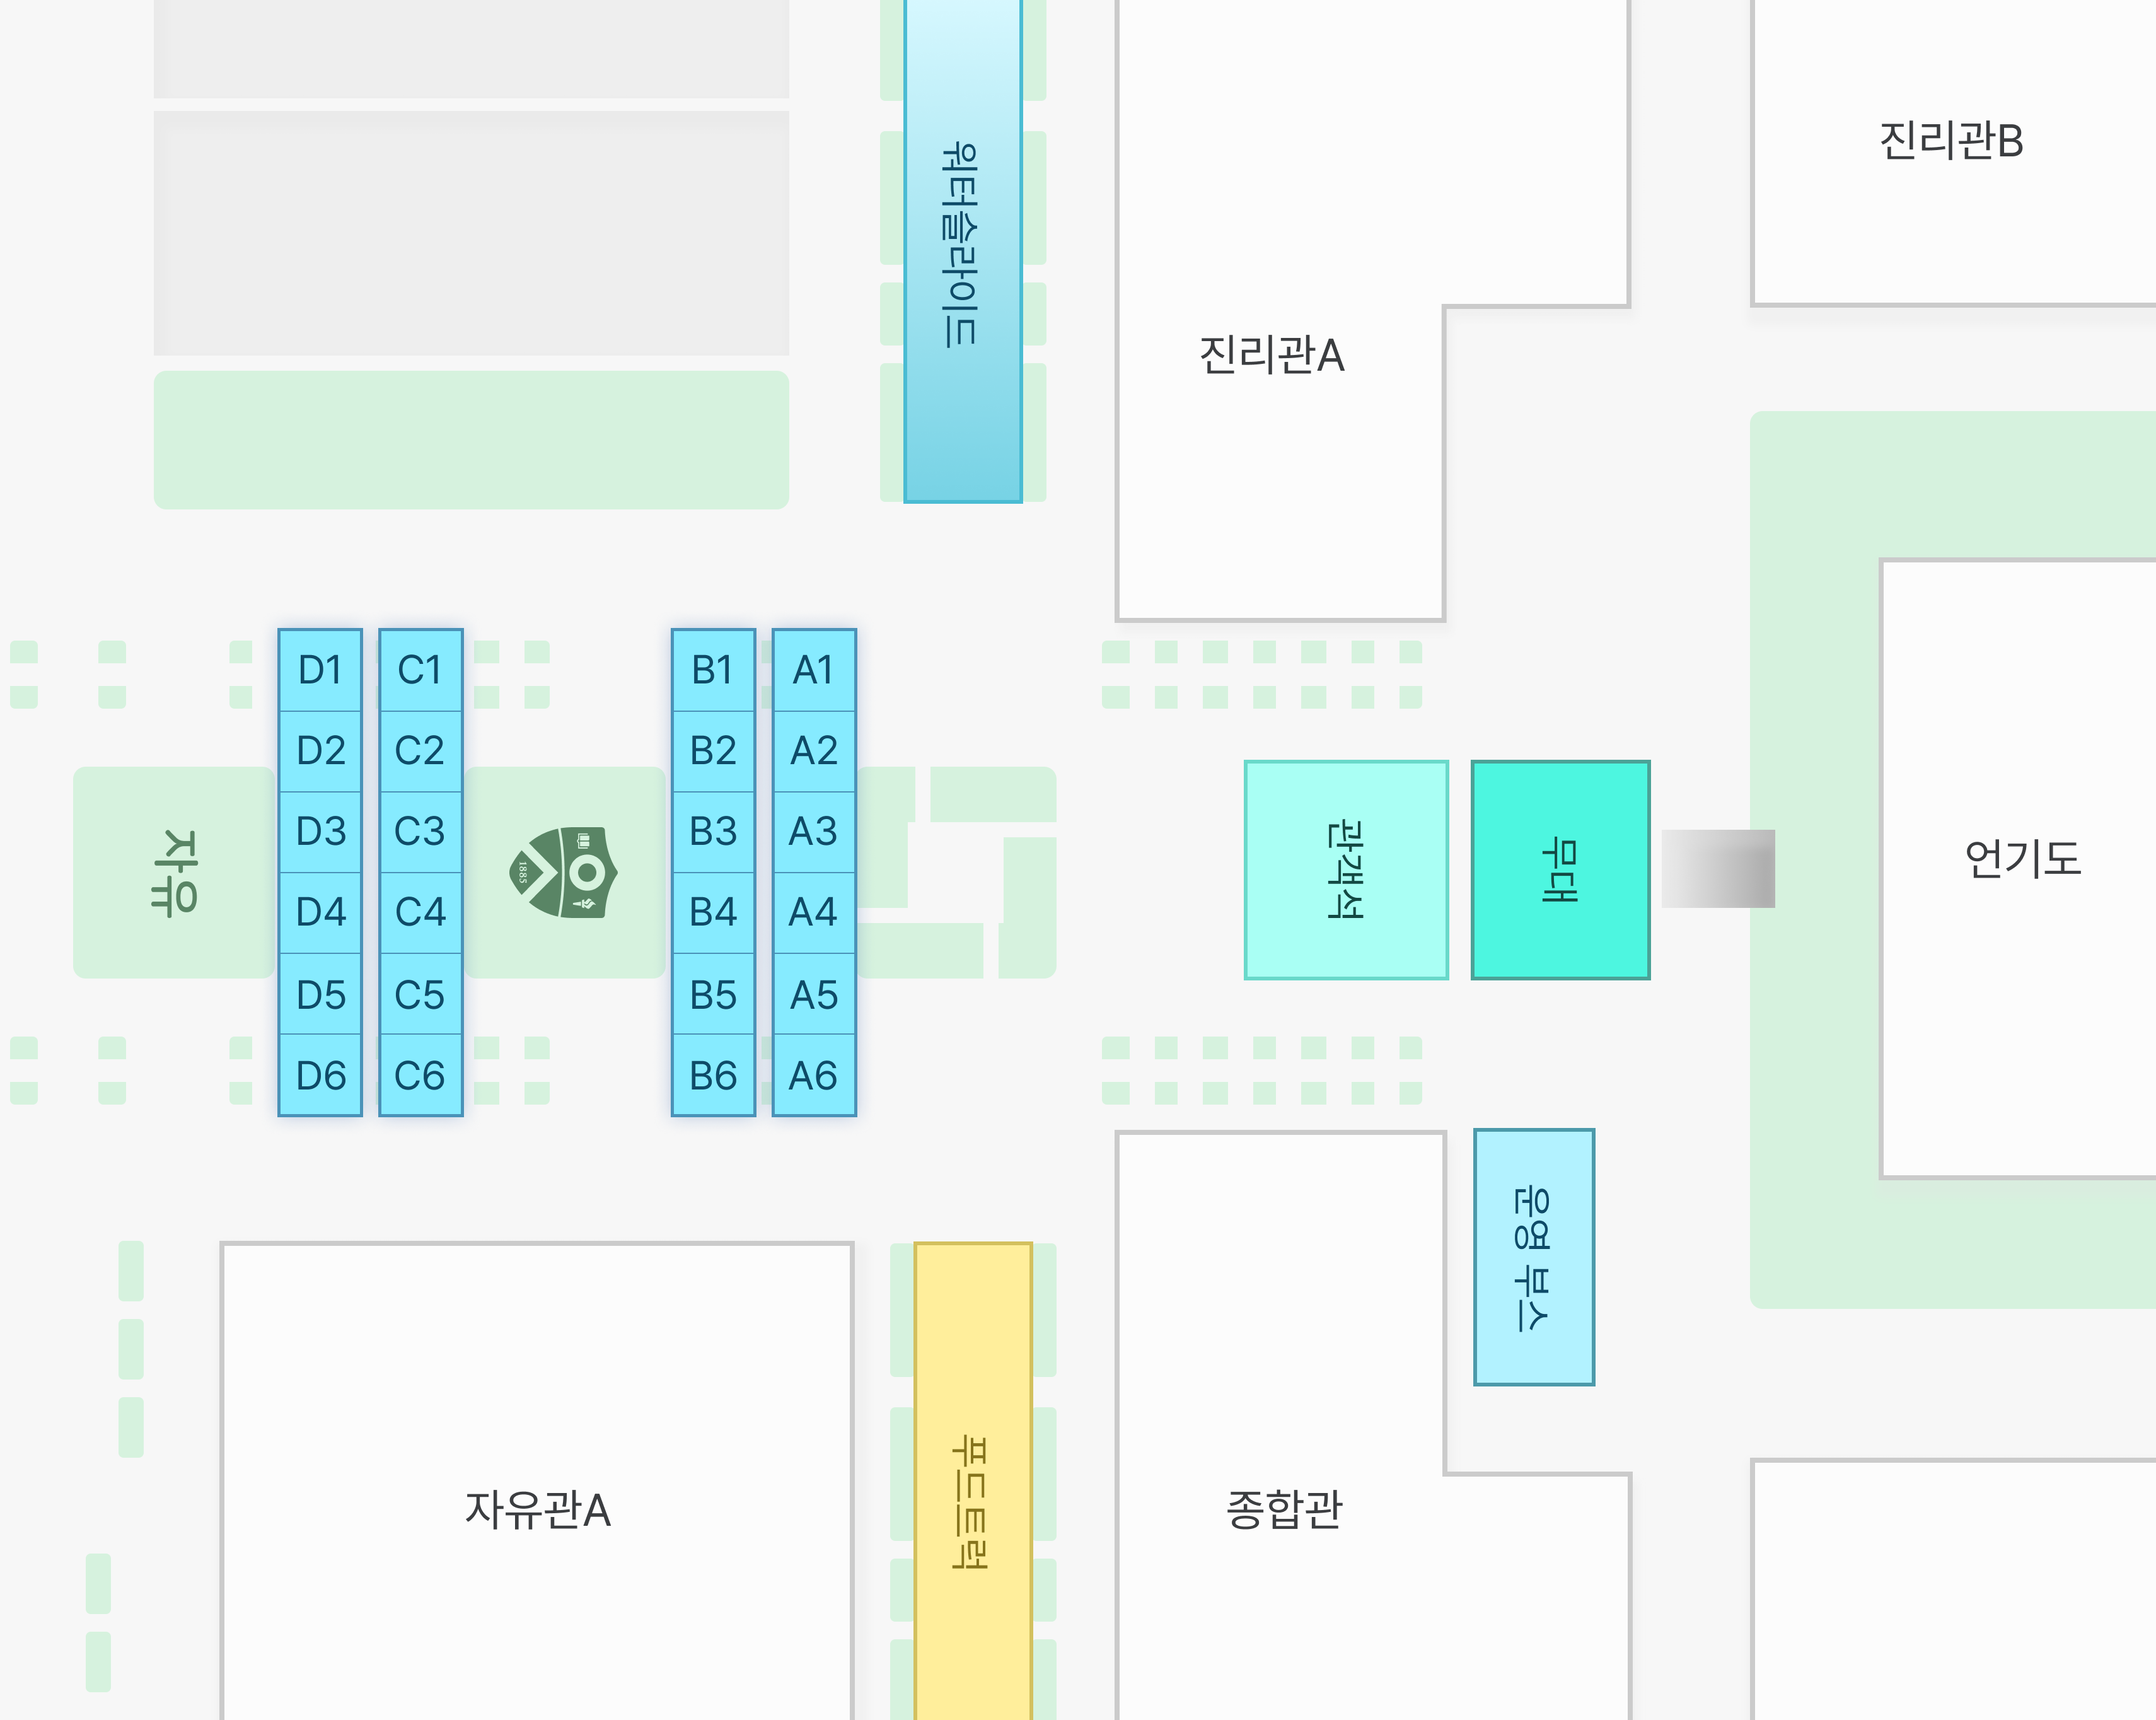 워터슬라이드
진리관A
진리관B
D1 C1 B1 A1
D2 C2 B2 A2
D3 C3 B3 A3
D4 C4 B4 A4
D5 C5 B5 A5
D6 C6 B6 A6
자유
1885
관객석
무대
언기도
운영 부스
자유관A
푸드트럭
종합관